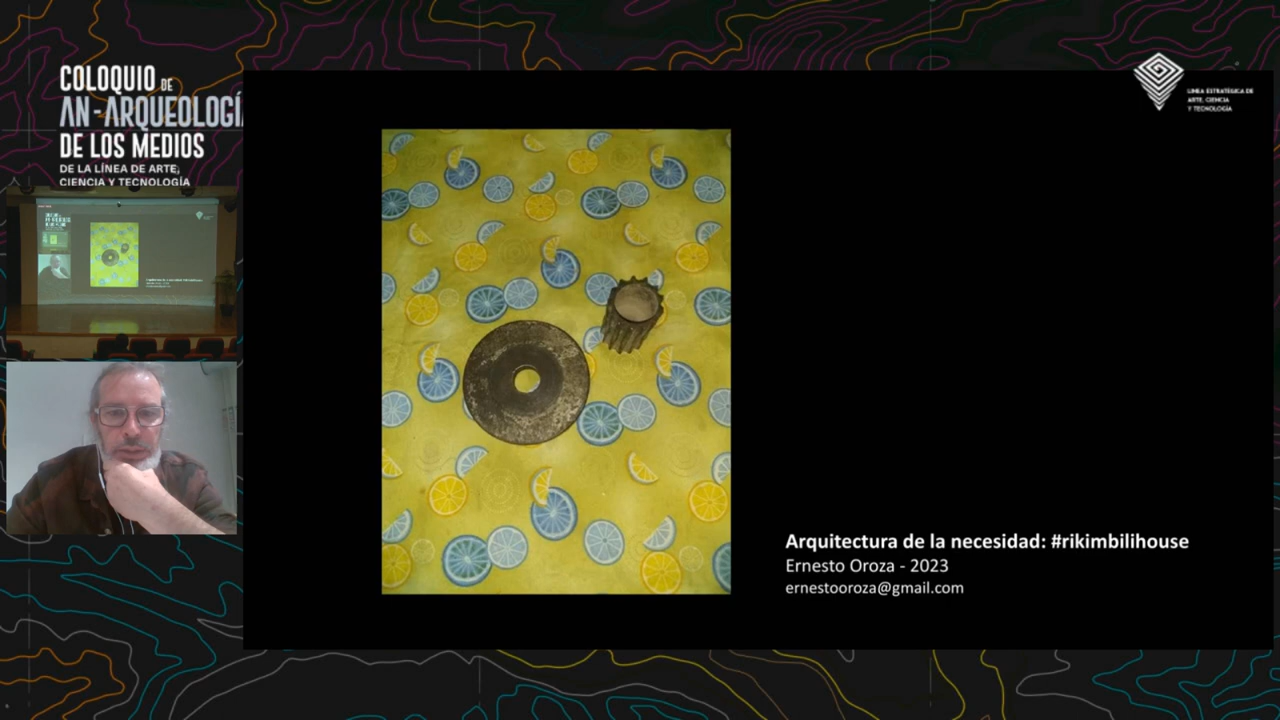 COLOQUIO DE
AN-ARQUEOLOGÍ
DE LOS MEDIOS
DE LA LÍNEA DE ARTE,
CIENCIA Y TECNOLOGÍA
LINEA ESTRATÉGICA DE
ARTE, CIENCIA
Y TECNOLOGÍA
Arquitectura de la necesidad: #rikimbilihouse
Ernesto Oroza - 2023
ernestooroza@gmail.com